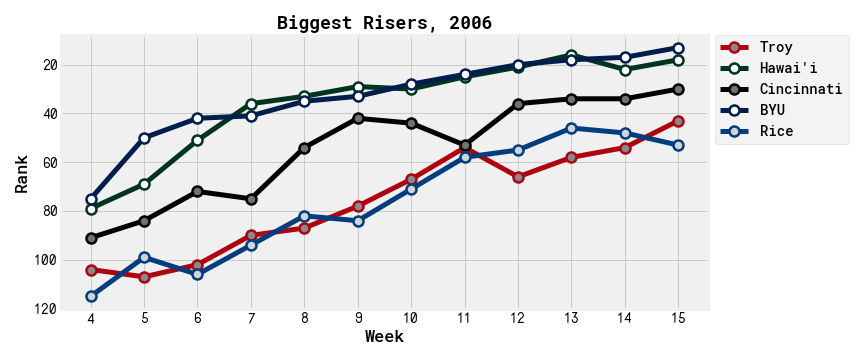 Biggest Risers, 2006
Troy
Hawai'i
Cincinnati
BYU
Rice
Rank
20
40
60
80
100
120
4 5 6 7 8 9 10 11 12 13 14 15
Week